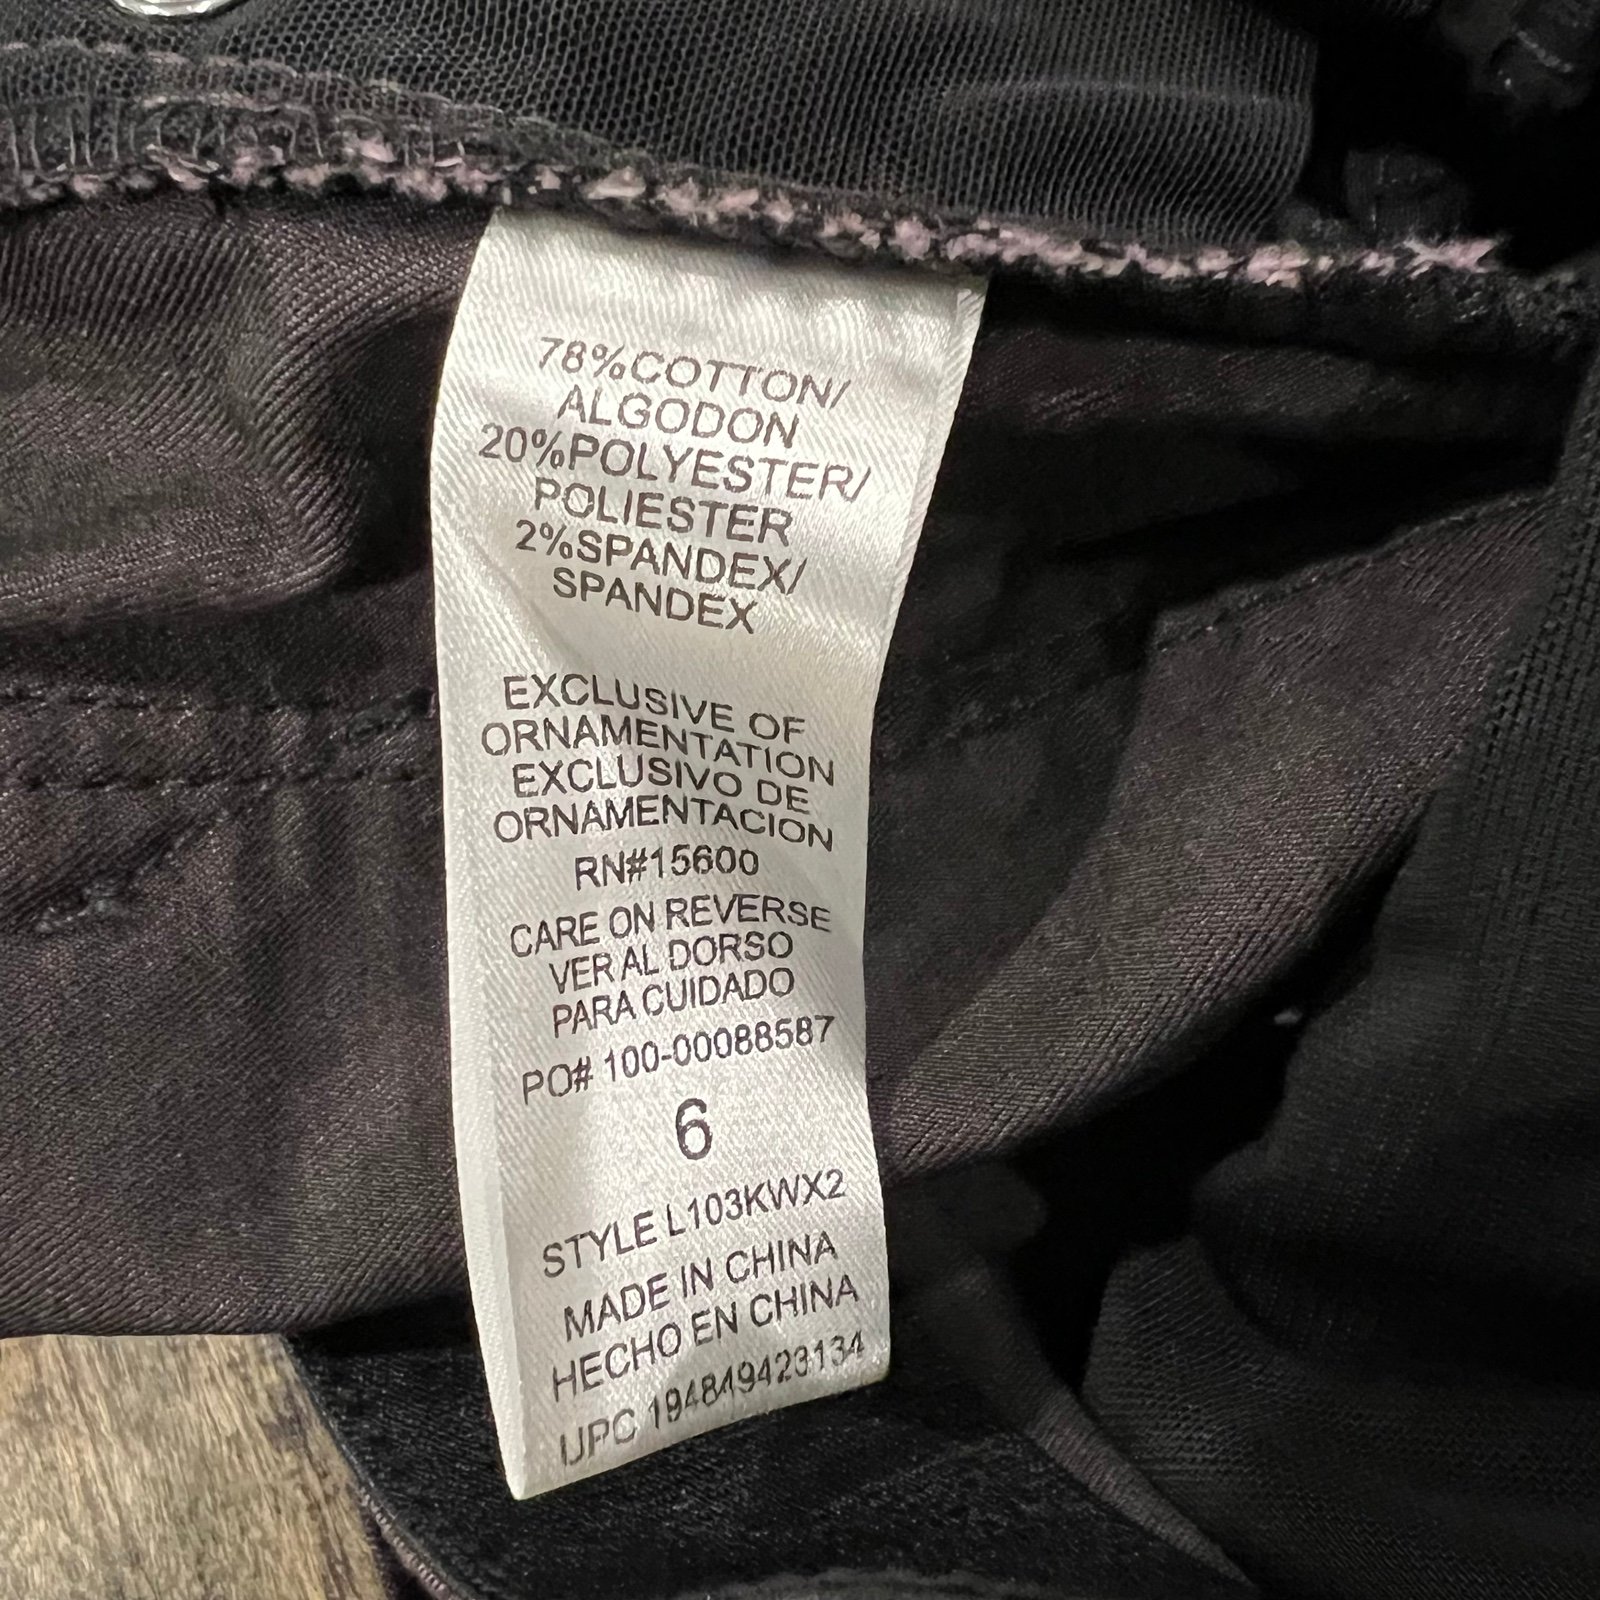 78%COTTON/
ALGODON
20%POLYESTER/
POLIESTER
2%SPANDEX/
SPANDEX
EXCLUSIVE OF
ORNAMENTATION
EXCLUSIVO DE
ORNAMENTACION
RN#15600
CARE ON REVERSE
VER AL DORSO
PARA CUIDADO
PO# 100-00088587
6
STYLE L103KWX2
MADE IN CHINA
HECHO EN CHINA
UPC 194849423134